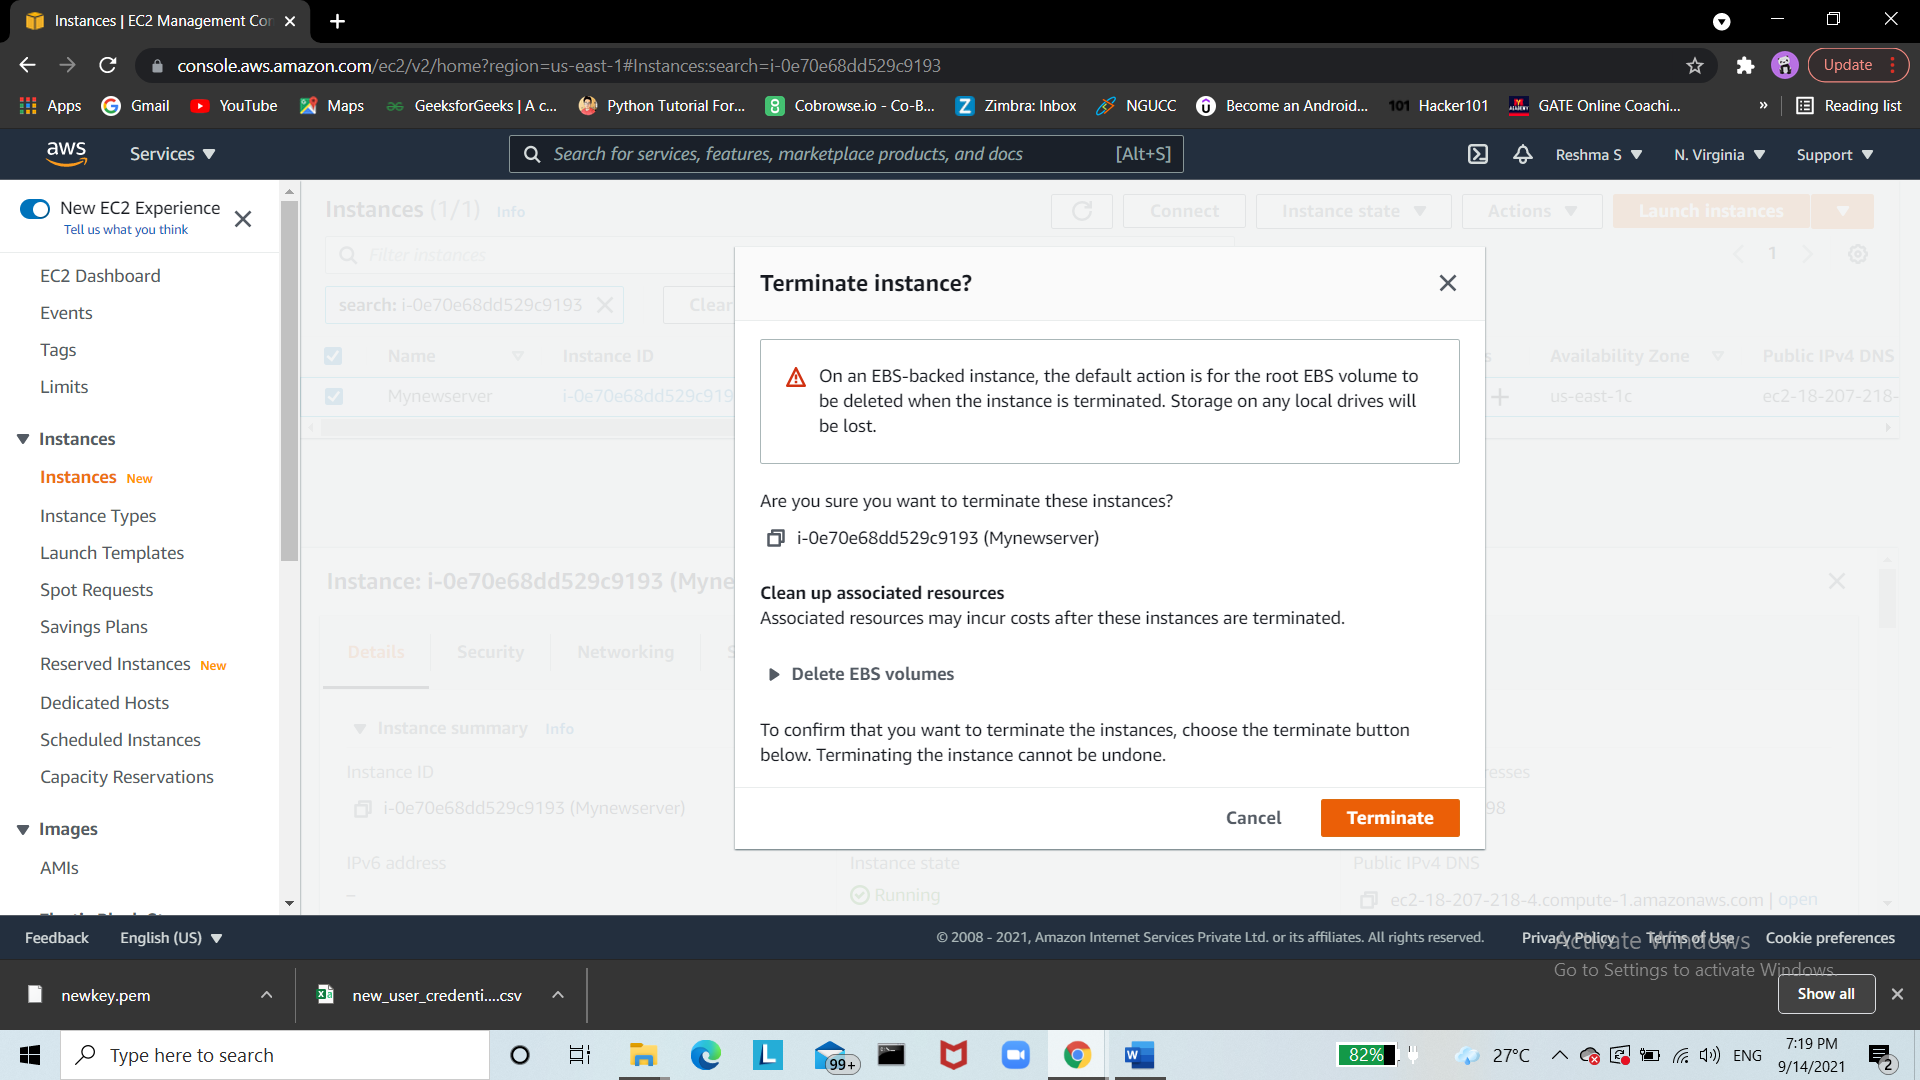 Instances | EC2 Management Con
console.aws.amazon.com/ec2/v2/home?region=us-east-1#Instances:search=i-0e70e68dd529c9193
Update
Apps
Gmail
YouTube
Maps
GeeksforGeeks | A c...
Python Tutorial For...
Cobrowse.io - Co-B...
Zimbra: Inbox
NGUCC
Become an Android...
101 Hacker101
GATE Online Coachi...
»
Reading list
aws
Services
Search for services, features, marketplace products, and docs
[Alt+S]
Reshma S
N. Virginia
Support
New EC2 Experience
Tell us what you think
EC2 Dashboard
Events
Tags
Limits
Instances
Instances New
Instance Types
Launch Templates
Spot Requests
Savings Plans
Reserved Instances New
Dedicated Hosts
Scheduled Instances
Capacity Reservations
Images
AMIs
Instances (1/1) Info
Connect
Instance state
Actions
Launch instances
Filter instances
1
search: i-0e70e68dd529c9193
Clear
Name
Instance ID
Availability Zone
Public IPv4 DNS
Mynewserver
i-0e70e68dd529c919
us-east-1c
ec2-18-207-218-
Terminate instance?
On an EBS-backed instance, the default action is for the root EBS volume to
be deleted when the instance is terminated. Storage on any local drives will
be lost.
Are you sure you want to terminate these instances?
i-0e70e68dd529c9193 (Mynewserver)
Clean up associated resources
Associated resources may incur costs after these instances are terminated.
Delete EBS volumes
To confirm that you want to terminate the instances, choose the terminate button
below. Terminating the instance cannot be undone.
Cancel
Terminate
Instance: i-0e70e68dd529c9193 (Myne
Details
Security
Networking
Instance summary Info
Instance ID
resses
i-0e70e68dd529c9193 (Mynewserver)
98
IPv6 address
Instance state
Public IPv4 DNS
–
Running
ec2-18-207-218-4.compute-1.amazonaws.com | open
Feedback
English (US)
© 2008 - 2021, Amazon Internet Services Private Ltd. or its affiliates. All rights reserved.
Privacy Policy
Terms of Use
Cookie preferences
Activate Windows
Go to Settings to activate Windows.
newkey.pem
new_user_credenti....csv
Show all
Type here to search
L
99+
W
82%
27°C
ENG
7:19 PM
9/14/2021
2